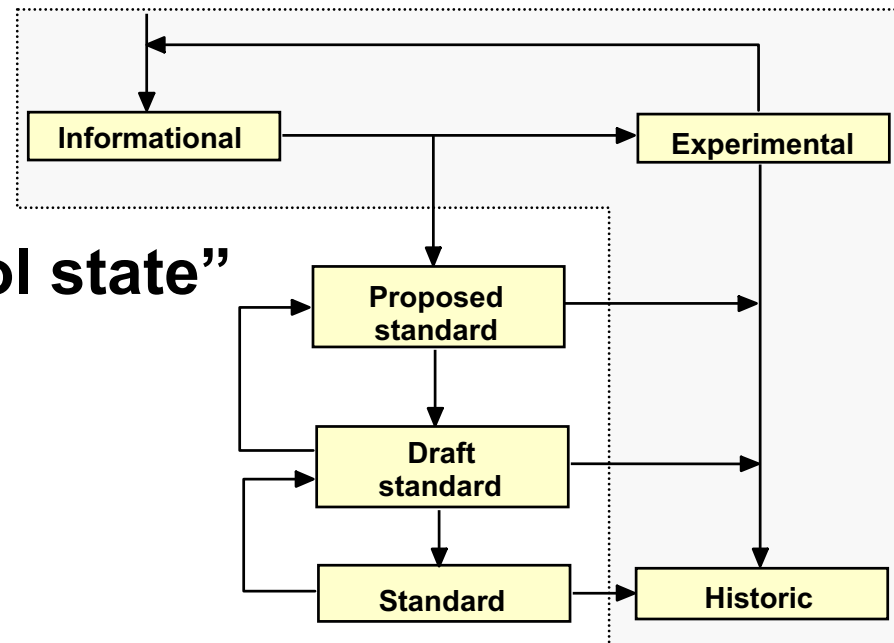 Informational
Experimental
ol state”
Proposed
standard
Draft
standard
Standard
Historic